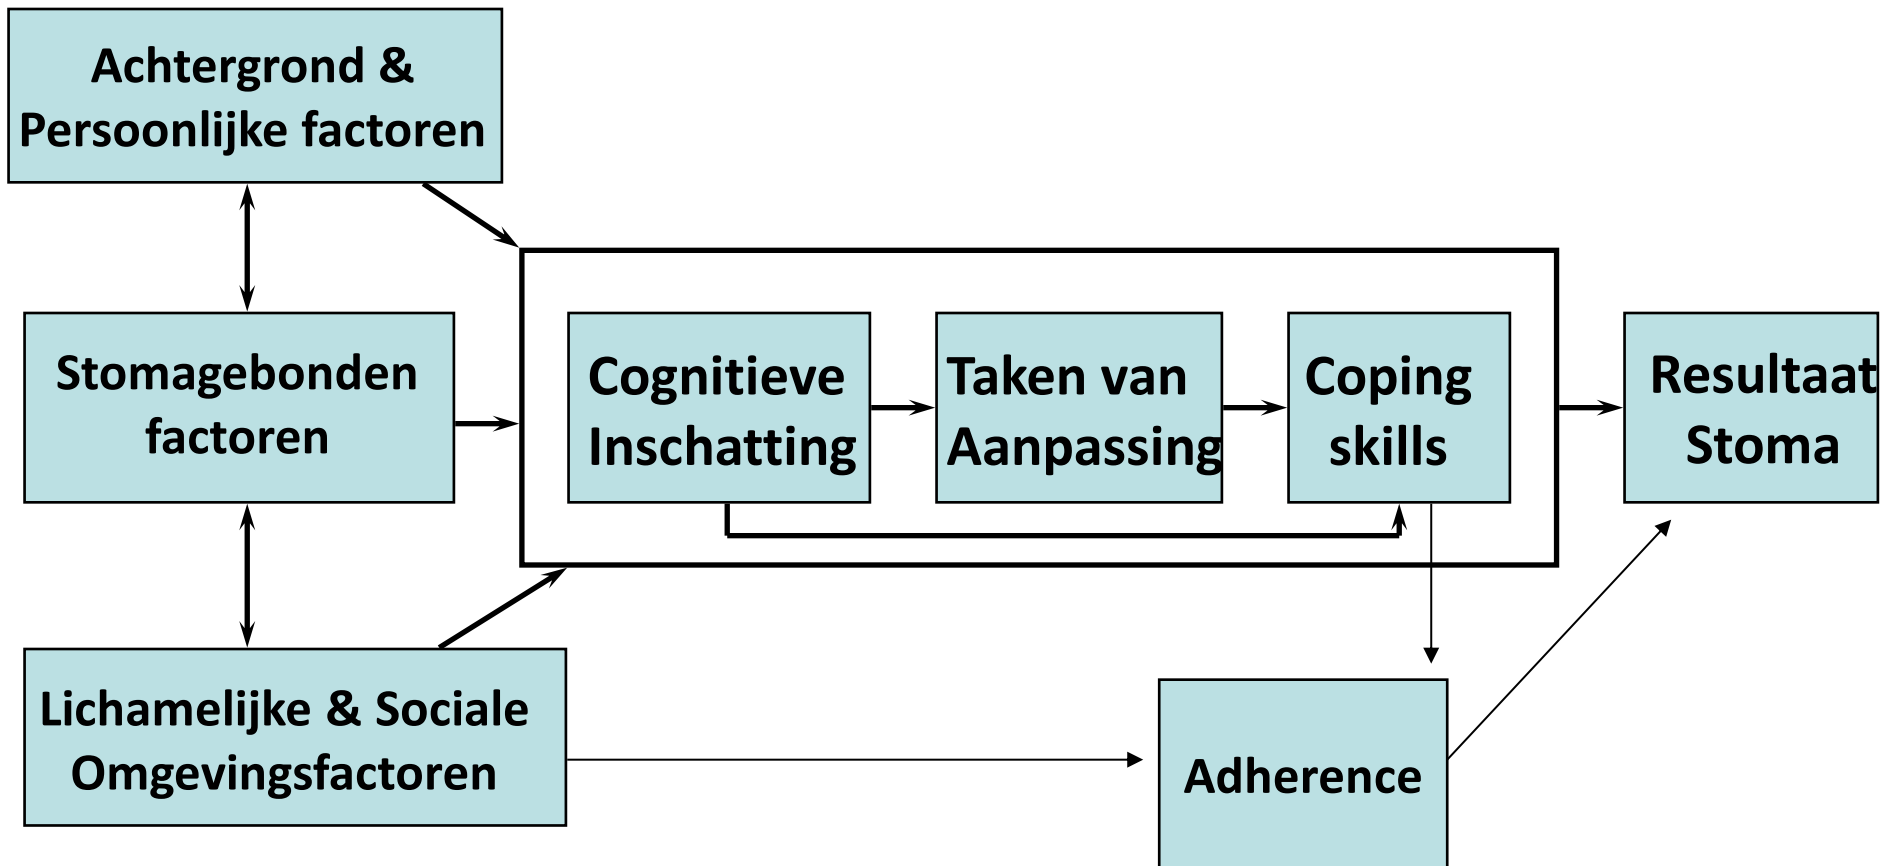 Achtergrond &
Persoonlijke factoren
Stomagebonden
factoren
Cognitieve
Inschatting
Taken van
Aanpassing
Coping
skills
Resultaat
Stoma
Lichamelijke & Sociale
Omgevingsfactoren
Adherence